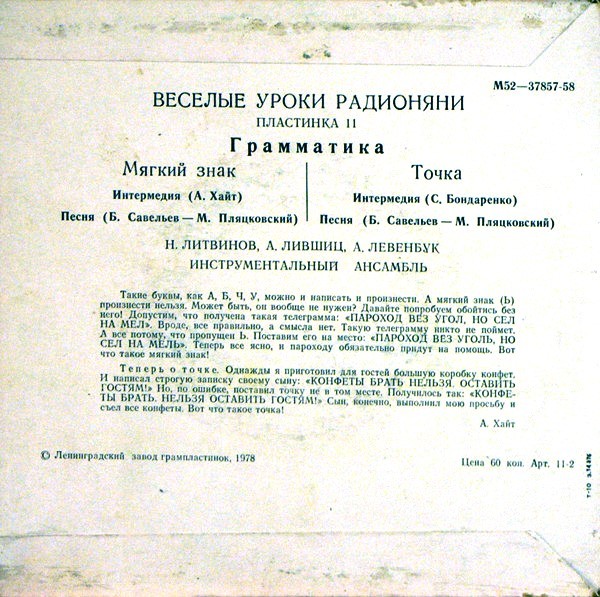 М52—37857-58
ВЕСЕЛЫЕ УРОКИ РАДИОНЯНИ
ПЛАСТИНКА 11
Грамматика
Мягкий знак
Интермедия (А. Хайт)
Песня (Б. Савельев — М. Пляцковский)
Точка
Интермедия (С. Бондаренко)
Песня (Б. Савельев — М. Пляцковский)
Н. ЛИТВИНОВ, А. ЛИВШИЦ, А. ЛЕВЕНБУК
ИНСТРУМЕНТАЛЬНЫЙ АНСАМБЛЬ
Такие буквы, как А, Б, Ч, У, можно и написать и произнести. А мягкий знак (Ь)
произнести нельзя. Может быть, он вообще не нужен? Давайте попробуем обойтись без
него! Допустим, что получена такая телеграмма: «ПАРОХОД ВЕЗ УГОЛ, НО СЕЛ
НА МЕЛ». Вроде, все правильно, а смысла нет. Такую телеграмму никто не поймет.
А все потому, что пропущен Ь. Поставим его на место: «ПАРОХОД ВЕЗ УГОЛЬ, НО
СЕЛ НА МЕЛЬ». Теперь все ясно, и пароходу обязательно придут на помощь. Вот
что такое мягкий знак!
Теперь о точке. Однажды я приготовил для гостей большую коробку конфет.
И написал строгую записку своему сыну: «КОНФЕТЫ БРАТЬ НЕЛЬЗЯ. ОСТАВИТЬ
ГОСТЯМ!» Но, по ошибке, поставил точку не в том месте. Получилось так: «КОНФЕ-
ТЫ БРАТЬ. НЕЛЬЗЯ ОСТАВИТЬ ГОСТЯМ!» Сын, конечно, выполнил мою просьбу и
съел все конфеты. Вот что такое точка!
А. Хайт
© Ленинградский завод грампластинок, 1978
Цена 60 коп. Арт. 11-2